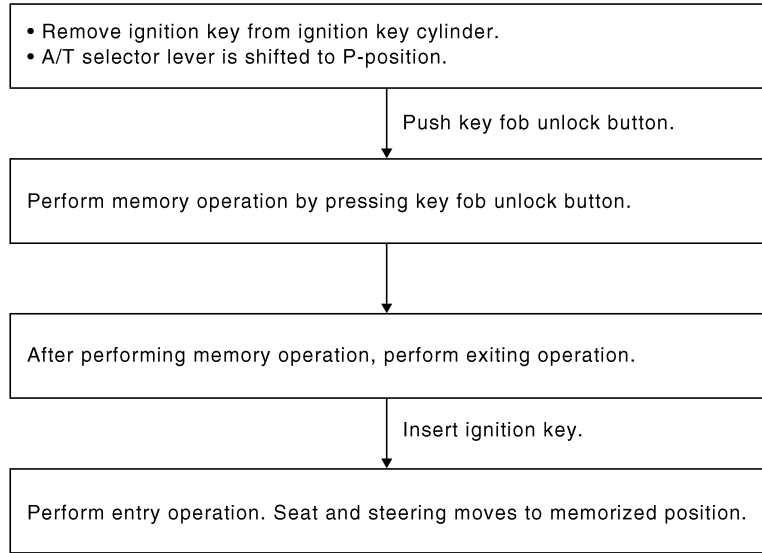 • Remove ignition key from ignition key cylinder.
• A/T selector lever is shifted to P-position.
Push key fob unlock button.
Perform memory operation by pressing key fob unlock button.
After performing memory operation, perform exiting operation.
Insert ignition key.
Perform entry operation. Seat and steering moves to memorized position.